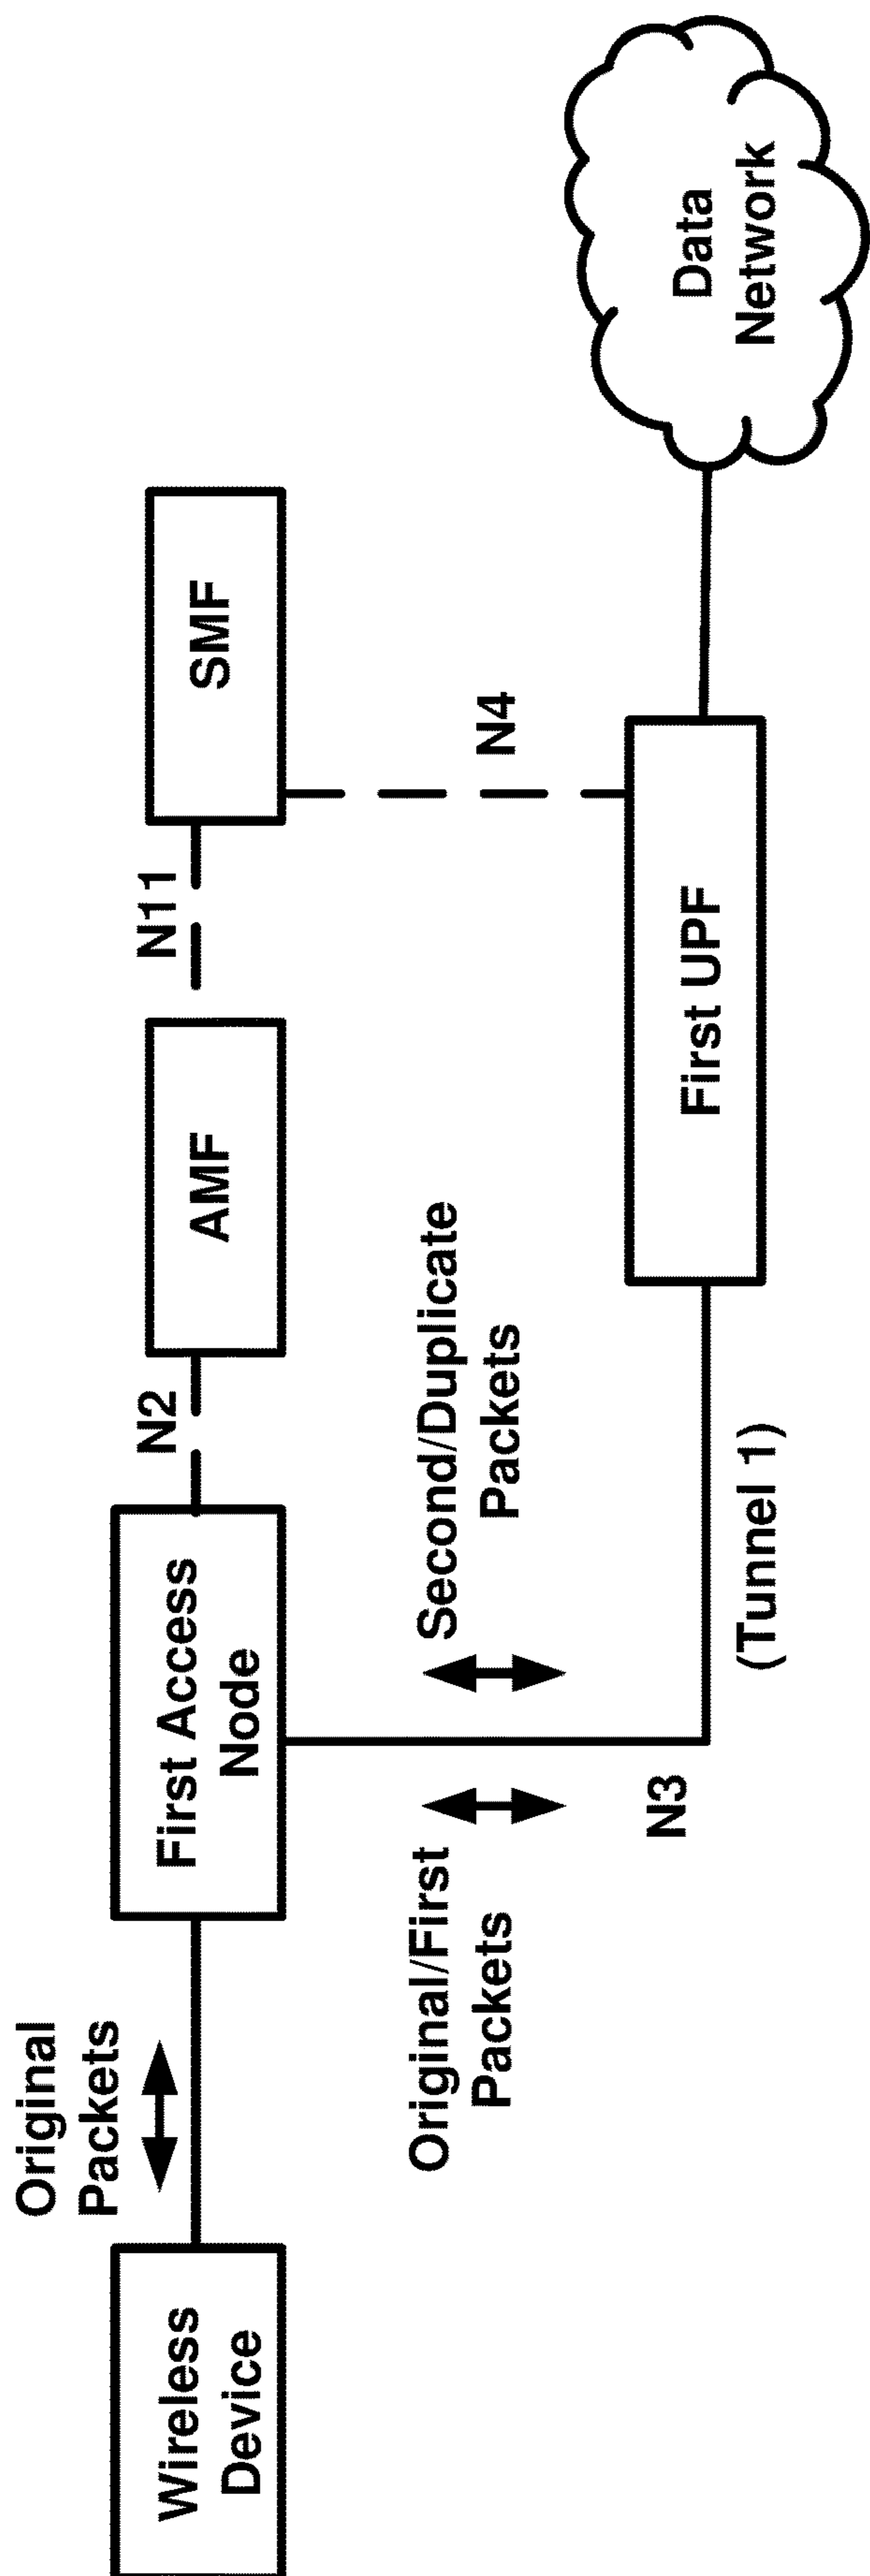 Original
Packets
Wireless
Device
First Access
Node
N2
AMF
N11
SMF
Original/First
Packets
Second/Duplicate
Packets
N4
N3
(Tunnel 1)
First UPF
Data
Network